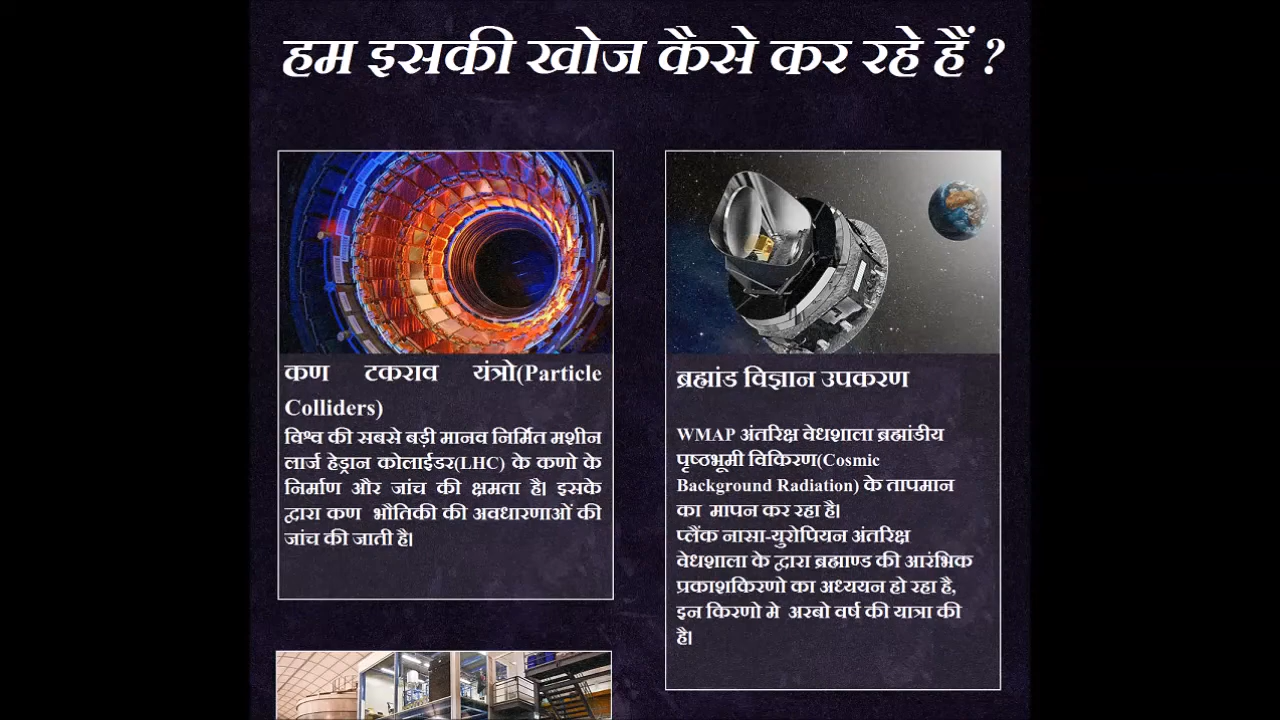 हम इसकी खोज कैसे कर रहे हैं ?
कण टकराव यंत्रो(Particle
Colliders)
विश्व की सबसे बड़ी मानव निर्मित मशीन
लार्ज हेड्रान कोलाईडर(LHC) के कणो के
निर्माण और जांच की क्षमता है। इसके
द्वारा कण भौतिकी की अवधारणाओं की
जांच की जाती है।
ब्रह्मांड विज्ञान उपकरण
WMAP अंतरिक्ष वेधशाला ब्रह्मांडीय
पृष्ठभूमी विकिरण(Cosmic
Background Radiation) के तापमान
का मापन कर रहा है।
प्लैंक नासा-युरोपियन अंतरिक्ष
वेधशाला के द्वारा ब्रह्माण्ड की आरंभिक
प्रकाशकिरणो का अध्ययन हो रहा है,
इन किरणो मे अरबो वर्ष की यात्रा की
है।